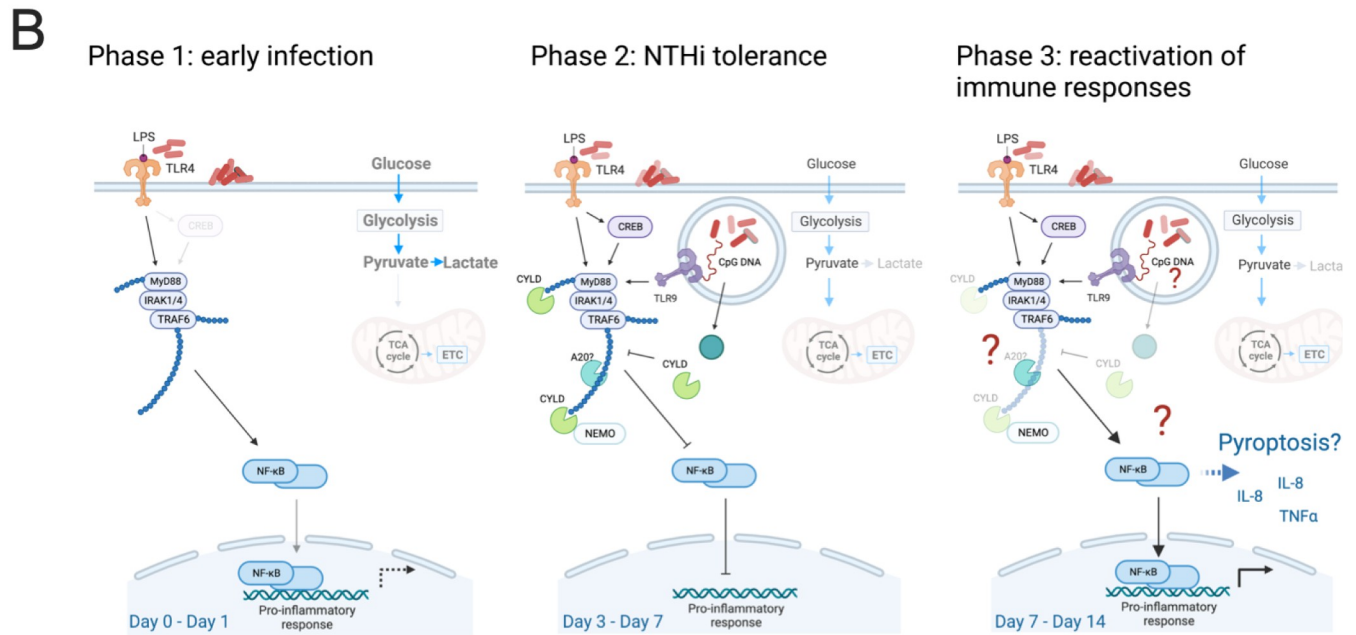 B
Phase 1: early infection
LPS
TLR4
CREB
MyD88
IRAK1/4
TRAF6
Glucose
Glycolysis
Pyruvate
Lactate
TCA
cycle
ETC
NF-κB
NF-κB
Pro-inflammatory
response
Day 0 - Day 1
Phase 2: NTHi tolerance
LPS
TLR4
CREB
CYLD
MyD88
IRAK1/4
TRAF6
CpG DNA
TLR9
A20?
CYLD
CYLD
NEMO
Glucose
Glycolysis
Pyruvate
Lactate
TCA
cycle
ETC
NF-κB
Pro-inflammatory
response
Day 3 - Day 7
Phase 3: reactivation of
immune responses
LPS
TLR4
CREB
CYLD
MyD88
IRAK1/4
TRAF6
CpG DNA
?
TLR9
?
A20?
CYLD
CYLD
NEMO
Glucose
Glycolysis
Pyruvate
Lacta
TCA
cycle
ETC
?
NF-κB
Pyroptosis?
IL-8
IL-8
TNFα
NF-κB
Pro-inflammatory
response
Day 7 - Day 14